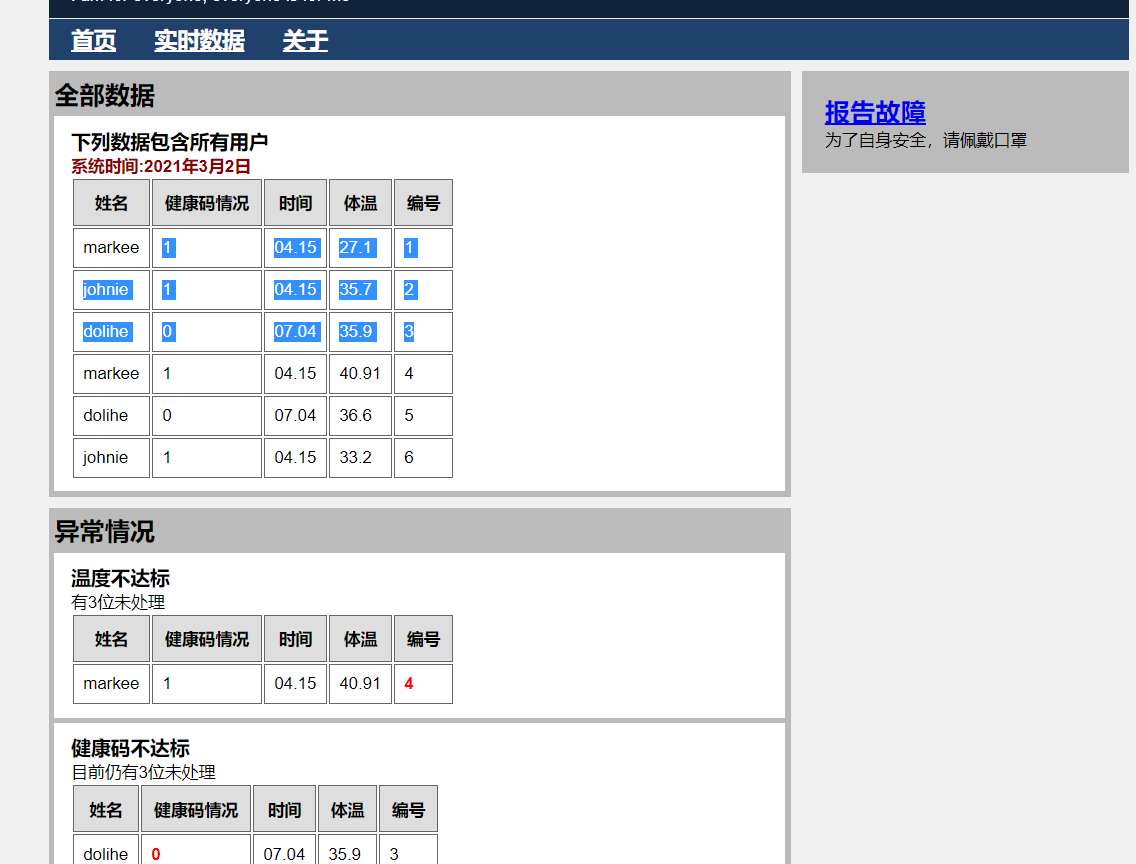 首页 实时数据 关于
全部数据
下列数据包含所有用户
系统时间:2021年3月2日
姓名 健康码情况 时间 体温 编号
markee 1 04.15 27.1 1
johnie 1 04.15 35.7 2
dolihe 0 07.04 35.9 3
markee 1 04.15 40.91 4
dolihe 0 07.04 36.6 5
johnie 1 04.15 33.2 6
异常情况
温度不达标
有3位未处理
姓名 健康码情况 时间 体温 编号
markee 1 04.15 40.91 4
健康码不达标
目前仍有3位未处理
姓名 健康码情况 时间 体温 编号
dolihe 0 07.04 35.9 3
报告故障
为了自身安全，请佩戴口罩